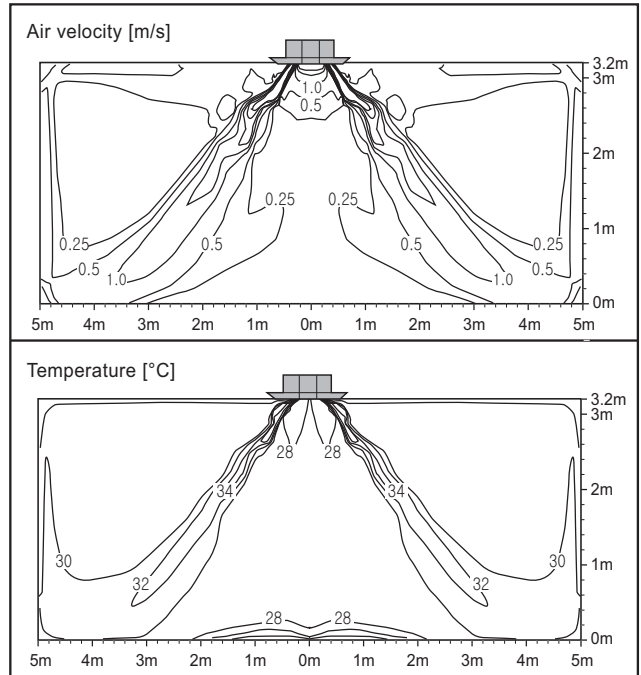 Air velocity [m/s]
3.2m
3m
1.0
0.5
2m
0.25 0.25
1m
0.25 0.5 0.5 0.25
0.5 1.0 1.0 0.5
0m
5m 4m 3m 2m 1m 0m 1m 2m 3m 4m 5m
Temperature [°C]
3.2m
3m
28 28
34 34
2m
30 30
1m
32 32
28 28
0m
5m 4m 3m 2m 1m 0m 1m 2m 3m 4m 5m